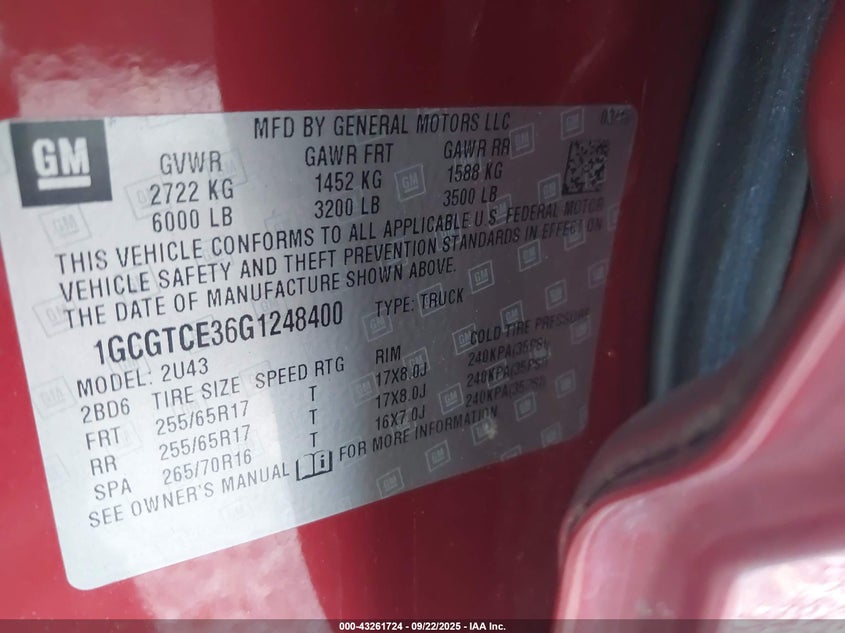 GM
MFD BY GENERAL MOTORS LLC
GVWR GAWR FRT GAWR RR
2722 KG 1452 KG 1588 KG
6000 LB 3200 LB 3500 LB
THIS VEHICLE CONFORMS TO ALL APPLICABLE U.S. FEDERAL MOTOR
VEHICLE SAFETY AND THEFT PREVENTION STANDARDS IN EFFECT ON
THE DATE OF MANUFACTURE SHOWN ABOVE.
1GCGTCE36G1248400 TYPE: TRUCK
MODEL: 2U43
2BD6 TIRE SIZE SPEED RTG RIM COLD TIRE PRESSURE
FRT 255/65R17 T 17X8.0J 240KPA(35PSI)
RR 255/65R17 T 17X8.0J 240KPA(35PSI)
SPA 265/70R16 T 16X7.0J 240KPA(35PSI)
SEE OWNER'S MANUAL FOR MORE INFORMATION
000-43261724 - 09/22/2025 - IAA Inc.